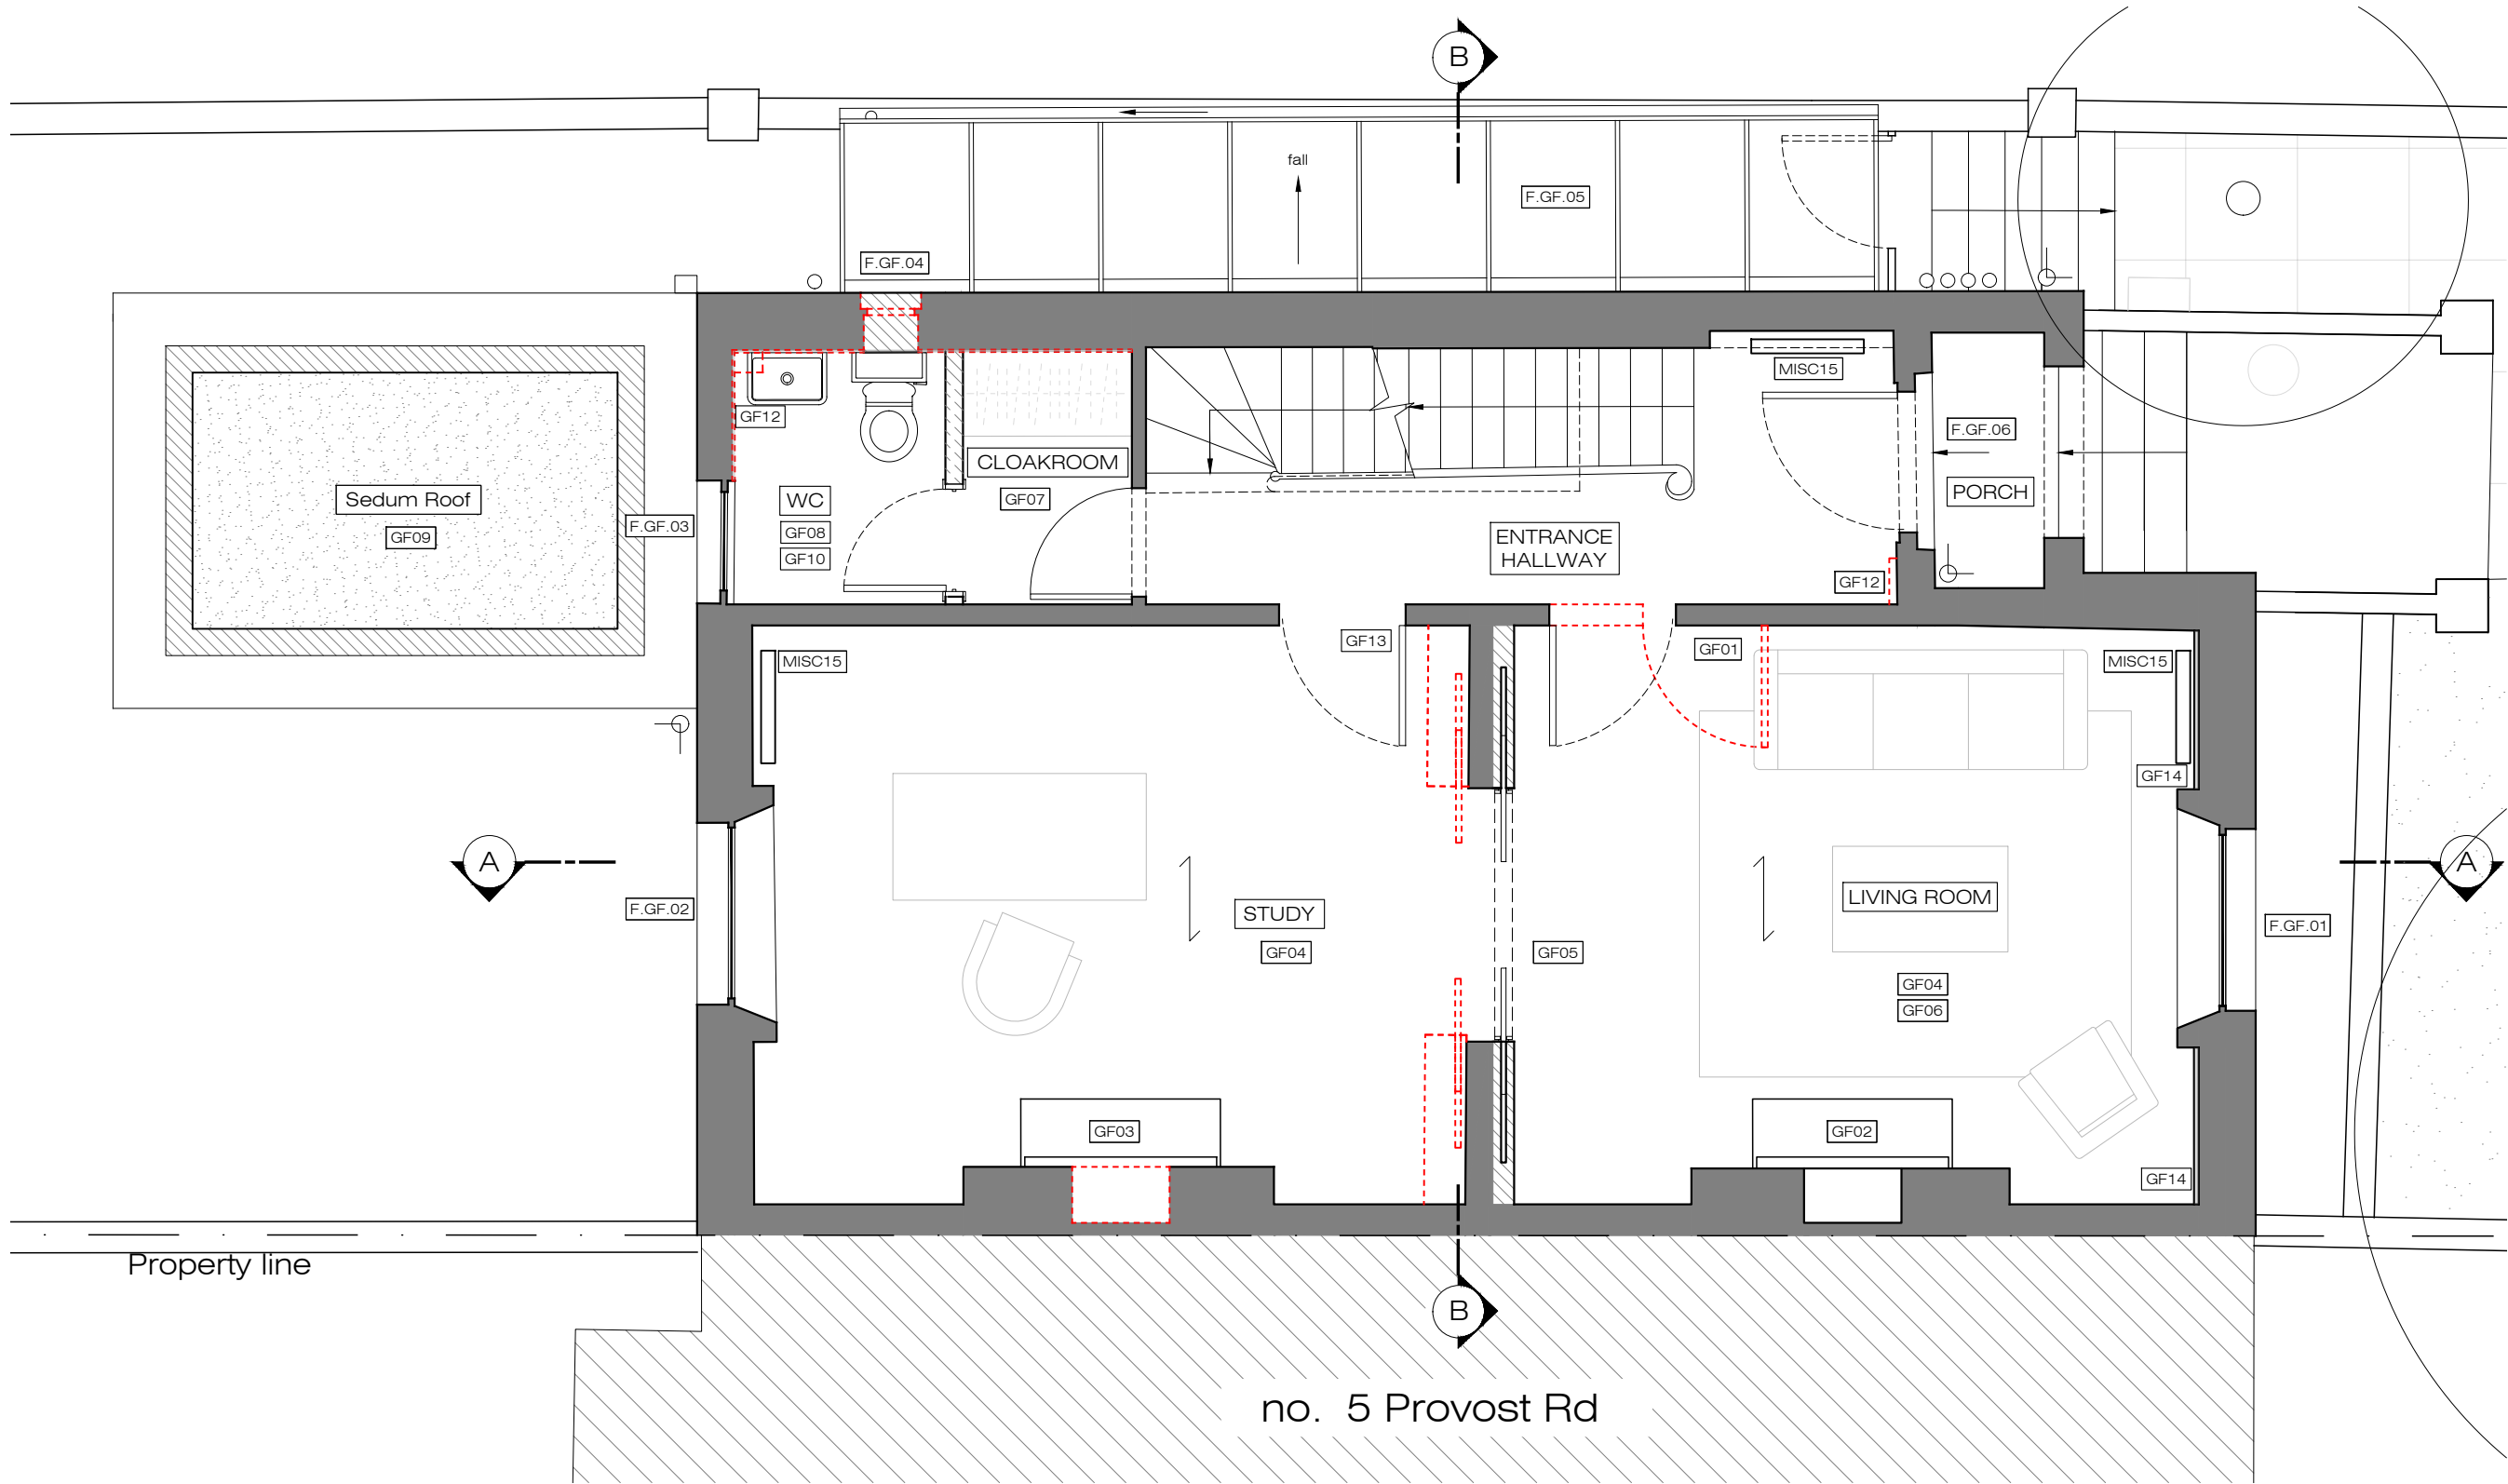 B
fall
F.GF.05
F.GF.04
MISC15
GF12
F.GF.06
CLOAKROOM
GF07
PORCH
Sedum Roof
GF09
WC
GF08
GF10
F.GF.03
ENTRANCE
HALLWAY
GF12
GF13
GF01
MISC15
MISC15
GF14
A
A
F.GF.02
STUDY
GF04
GF05
LIVING ROOM
GF04
GF06
F.GF.01
GF03
GF02
GF14
Property line
B
no. 5 Provost Rd